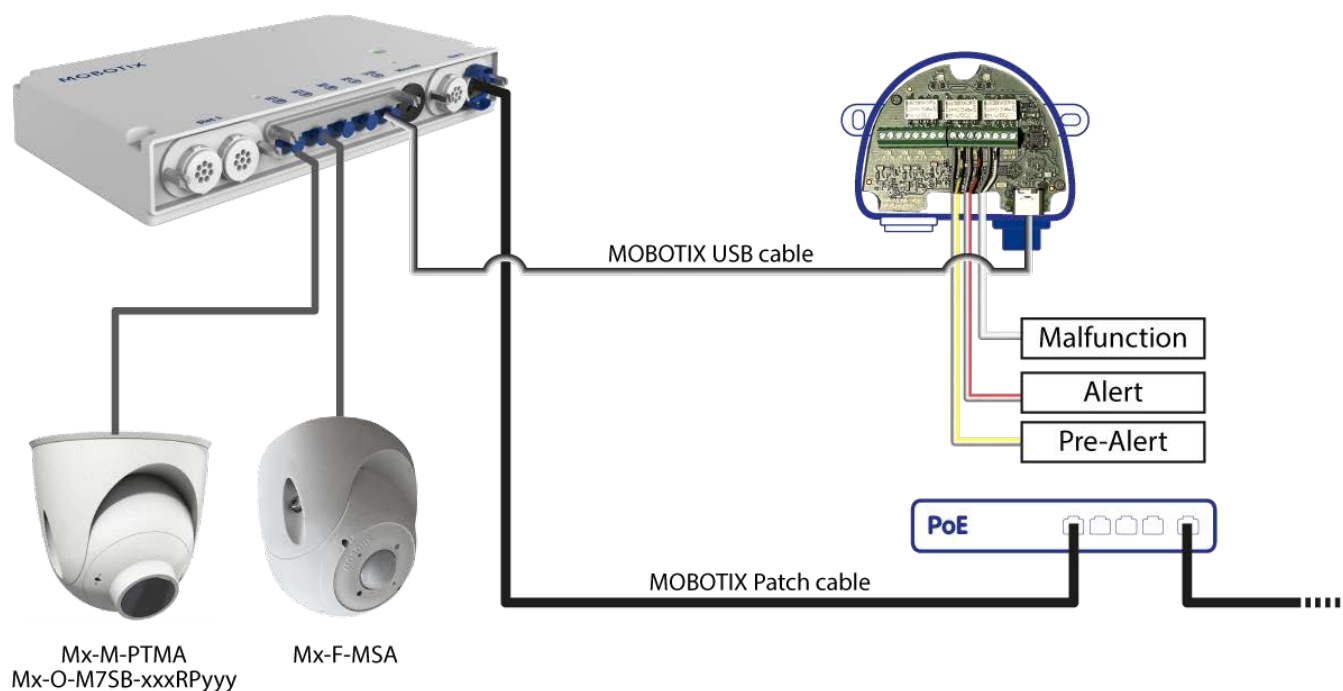 MOBOTIX
MOBOTIX USB cable
Malfunction
Alert
Pre-Alert
PoE
MOBOTIX Patch cable
Mx-M-PTMA
Mx-O-M7SB-xxxRPyyy
Mx-F-MSA